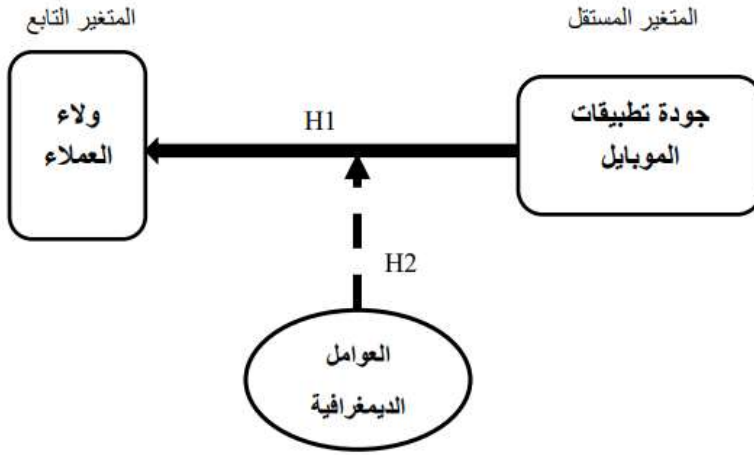 المتغير المستقل
المتغير التابع
جودة تطبيقات
الموبايل
H1
ولاء
العملاء
H2
العوامل
الديمغرافية